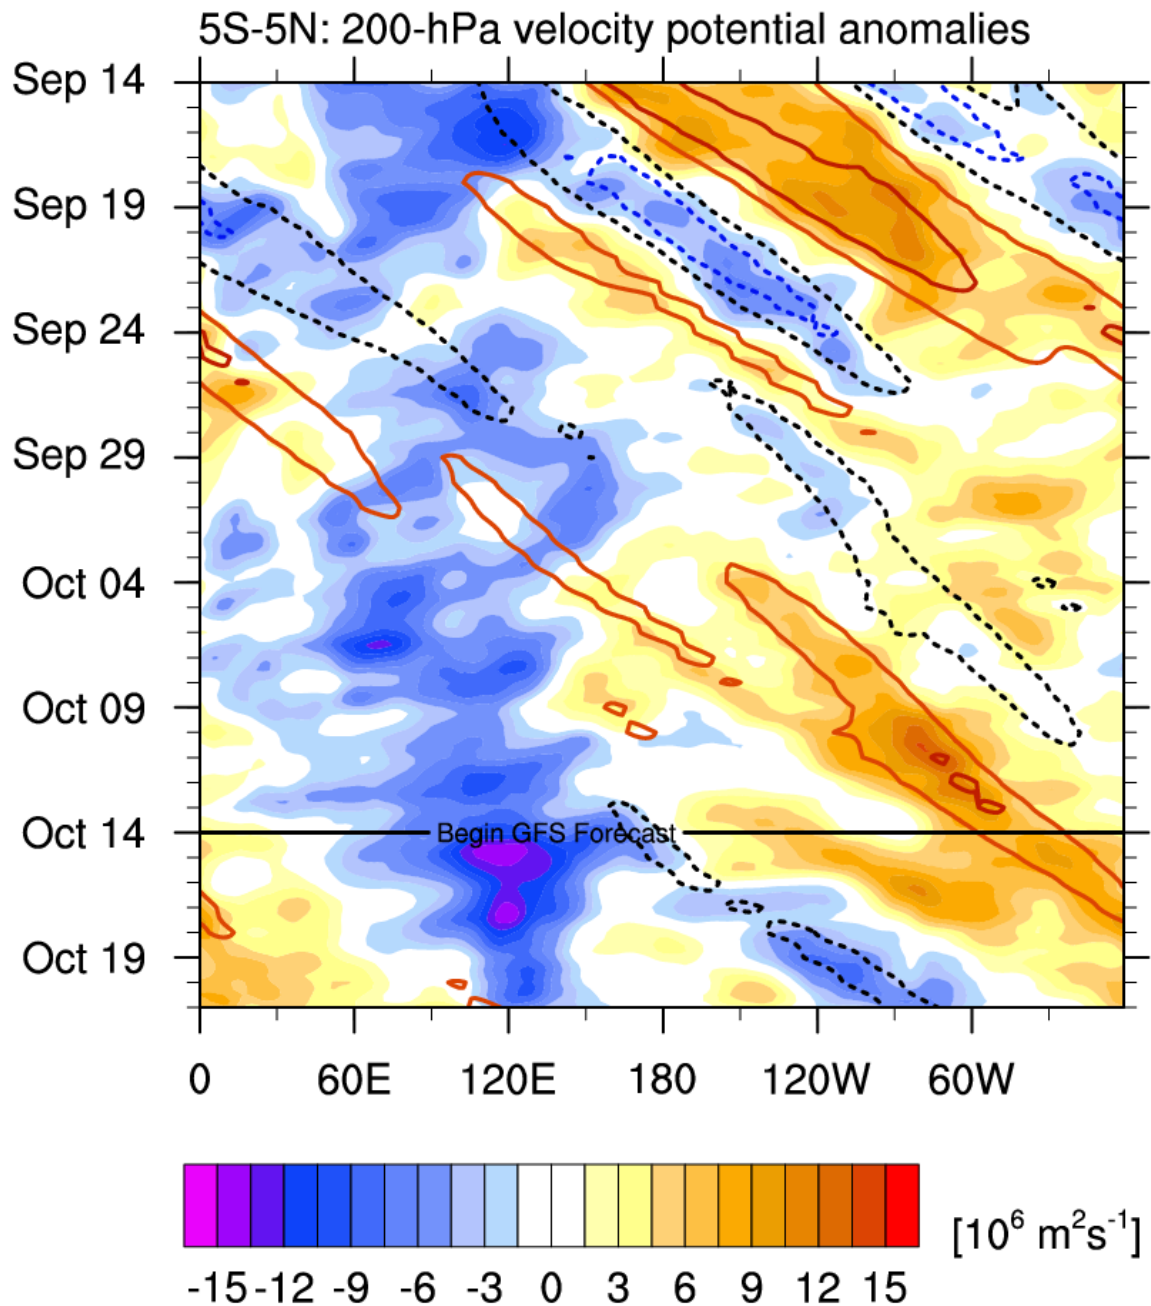 5S-5N: 200-hPa velocity potential anomalies
Sep 14
Sep 19
Sep 24
Sep 29
Oct 04
Oct 09
Oct 14
Begin GFS Forecast
Oct 19
0 60E 120E 180 120W 60W
[10⁶ m²s⁻¹]
-15 -12 -9 -6 -3 0 3 6 9 12 15